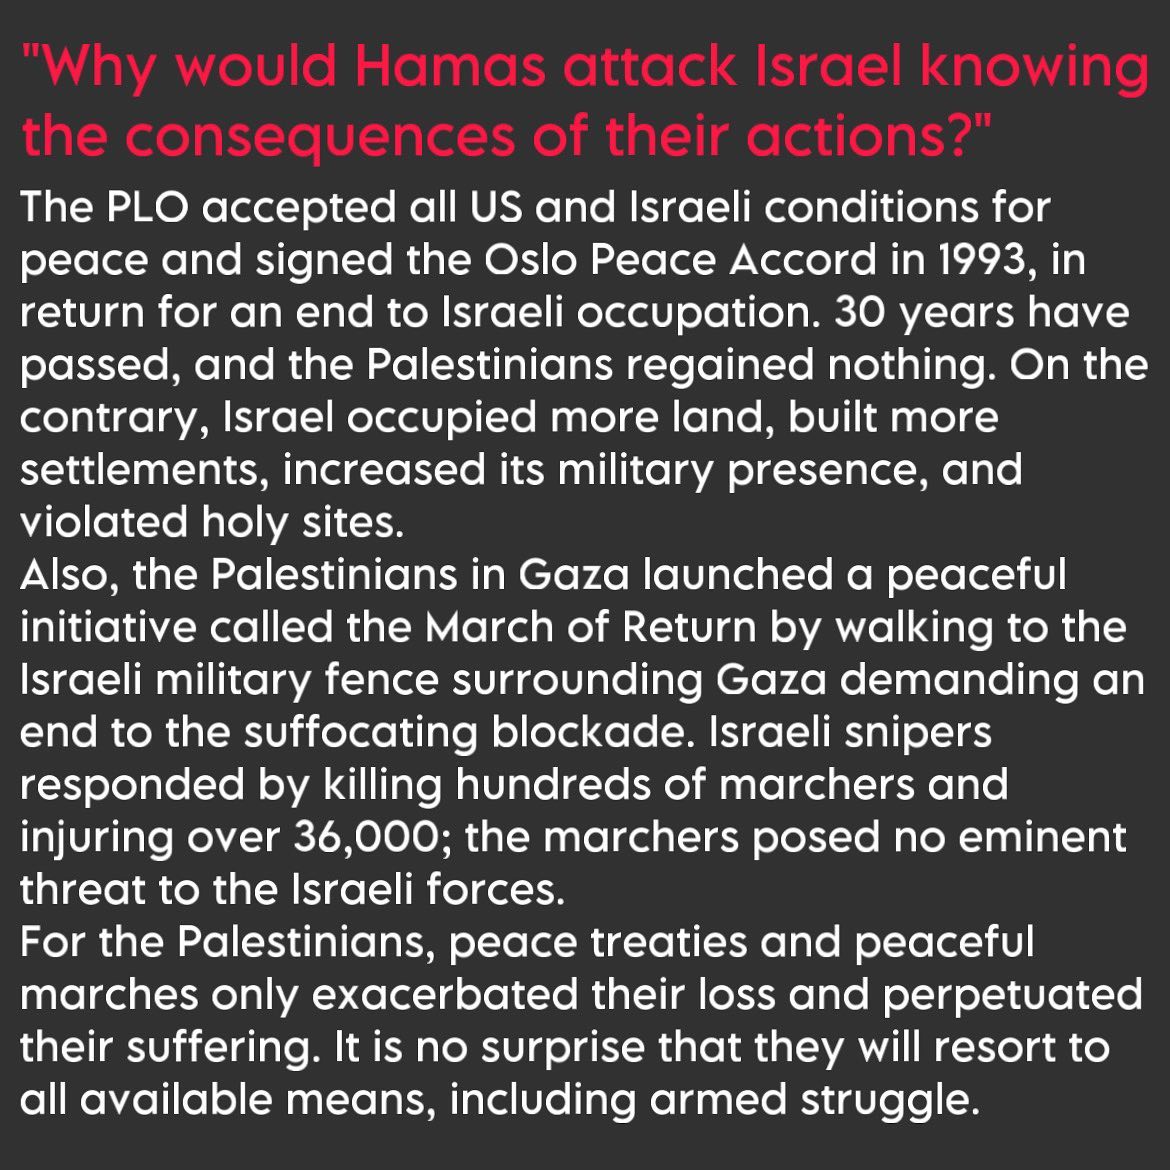 "Why would Hamas attack Israel knowing
the consequences of their actions?"
The PLO accepted all US and Israeli conditions for
peace and signed the Oslo Peace Accord in 1993, in
return for an end to Israeli occupation. 30 years have
passed, and the Palestinians regained nothing. On the
contrary, Israel occupied more land, built more
settlements, increased its military presence, and
violated holy sites.
Also, the Palestinians in Gaza launched a peaceful
initiative called the March of Return by walking to the
Israeli military fence surrounding Gaza demanding an
end to the suffocating blockade. Israeli snipers
responded by killing hundreds of marchers and
injuring over 36,000; the marchers posed no eminent
threat to the Israeli forces.
For the Palestinians, peace treaties and peaceful
marches only exacerbated their loss and perpetuated
their suffering. It is no surprise that they will resort to
all available means, including armed struggle.